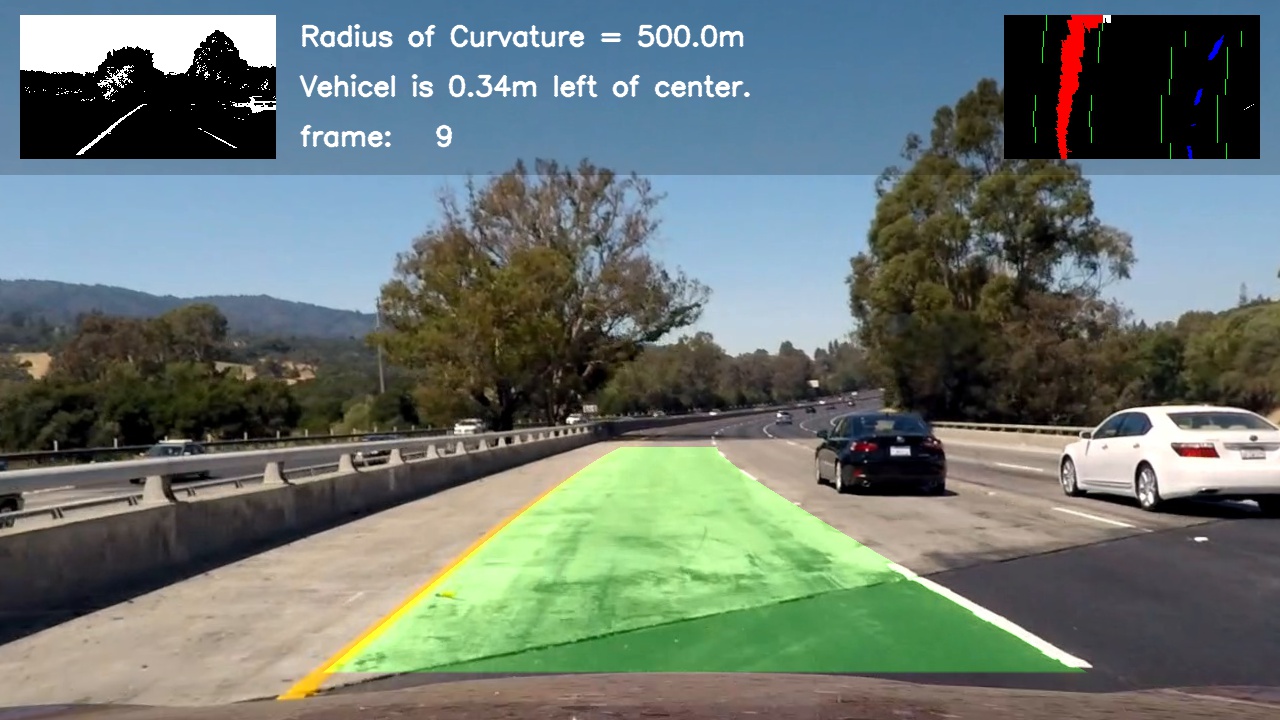 Radius of Curvature = 500.0m
Vehicel is 0.34m left of center.
frame: 9